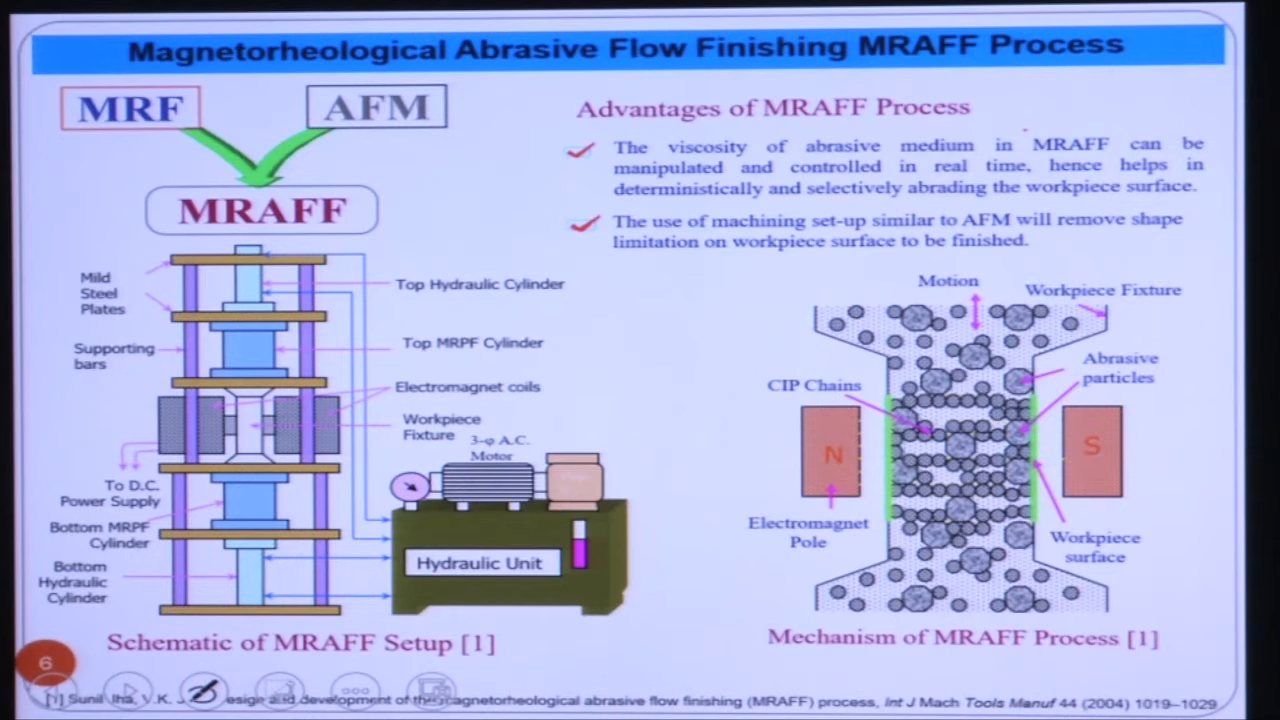 Magnetorheological Abrasive Flow Finishing MRAFF Process
MRF
AFM
MRAFF
Advantages of MRAFF Process
The viscosity of abrasive medium in MRAFF can be
manipulated and controlled in real time, hence helps in
deterministically and selectively abrading the workpiece surface.
The use of machining set-up similar to AFM will remove shape
limitation on workpiece surface to be finished.
Mild
Steel
Plates
Supporting
bars
Top Hydraulic Cylinder
Top MRPF Cylinder
Electromagnet coils
Workpiece
Fixture
3-φ A.C.
Motor
To D.C.
Power Supply
Bottom MRPF
Cylinder
Bottom
Hydraulic
Cylinder
Hydraulic Unit
Schematic of MRAFF Setup [1]
Motion
Workpiece Fixture
Abrasive
particles
CIP Chains
N
S
Electromagnet
Pole
Workpiece
surface
Mechanism of MRAFF Process [1]
6
[1] Sunil Jha, V.K. and development of the magnetorheological abrasive flow finishing (MRAFF) process, Int J Mach Tools Manuf 44 (2004) 1019–1029